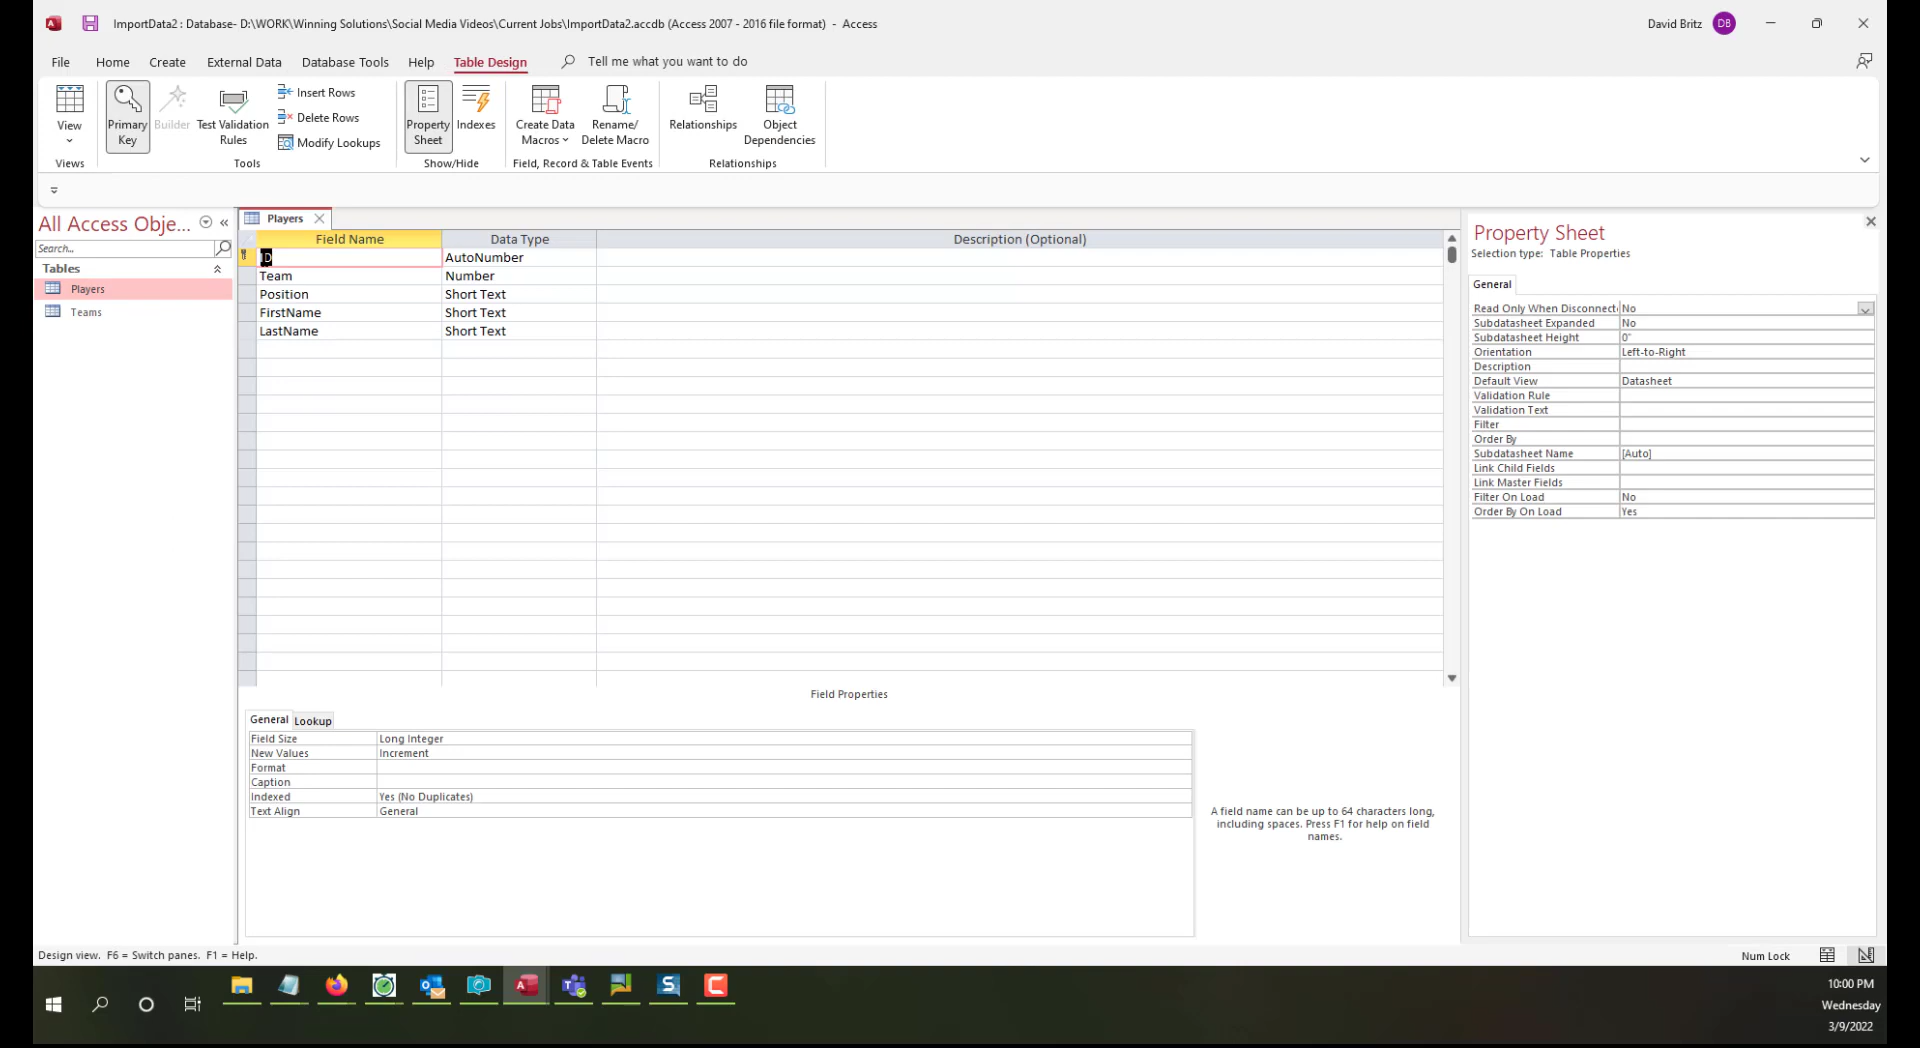 ImportData2 : Database- D:\WORK\Winning Solutions\Social Media Videos\Current Jobs\ImportData2.accdb (Access 2007 - 2016 file format) - Access
David Britz DB
File Home Create External Data Database Tools Help Table Design Tell me what you want to do
View
Primary Key
Builder
Test Validation Rules
Insert Rows
Delete Rows
Modify Lookups
Property Sheet
Indexes
Create Data Macros
Rename/ Delete Macro
Relationships
Object Dependencies
Views Tools Show/Hide Field, Record & Table Events Relationships
All Access Obje...
Search...
Tables
Players
Teams
Players
Field Name Data Type Description (Optional)
ID AutoNumber
Team Number
Position Short Text
FirstName Short Text
LastName Short Text
Field Properties
General Lookup
Field Size Long Integer
New Values Increment
Format
Caption
Indexed Yes (No Duplicates)
Text Align General
A field name can be up to 64 characters long,
including spaces. Press F1 for help on field
names.
Property Sheet
Selection type: Table Properties
General
Read Only When Disconnect No
Subdatasheet Expanded No
Subdatasheet Height 0"
Orientation Left-to-Right
Description
Default View Datasheet
Validation Rule
Validation Text
Filter
Order By
Subdatasheet Name [Auto]
Link Child Fields
Link Master Fields
Filter On Load No
Order By On Load Yes
Design view. F6 = Switch panes. F1 = Help.
Num Lock
10:00 PM
Wednesday
3/9/2022